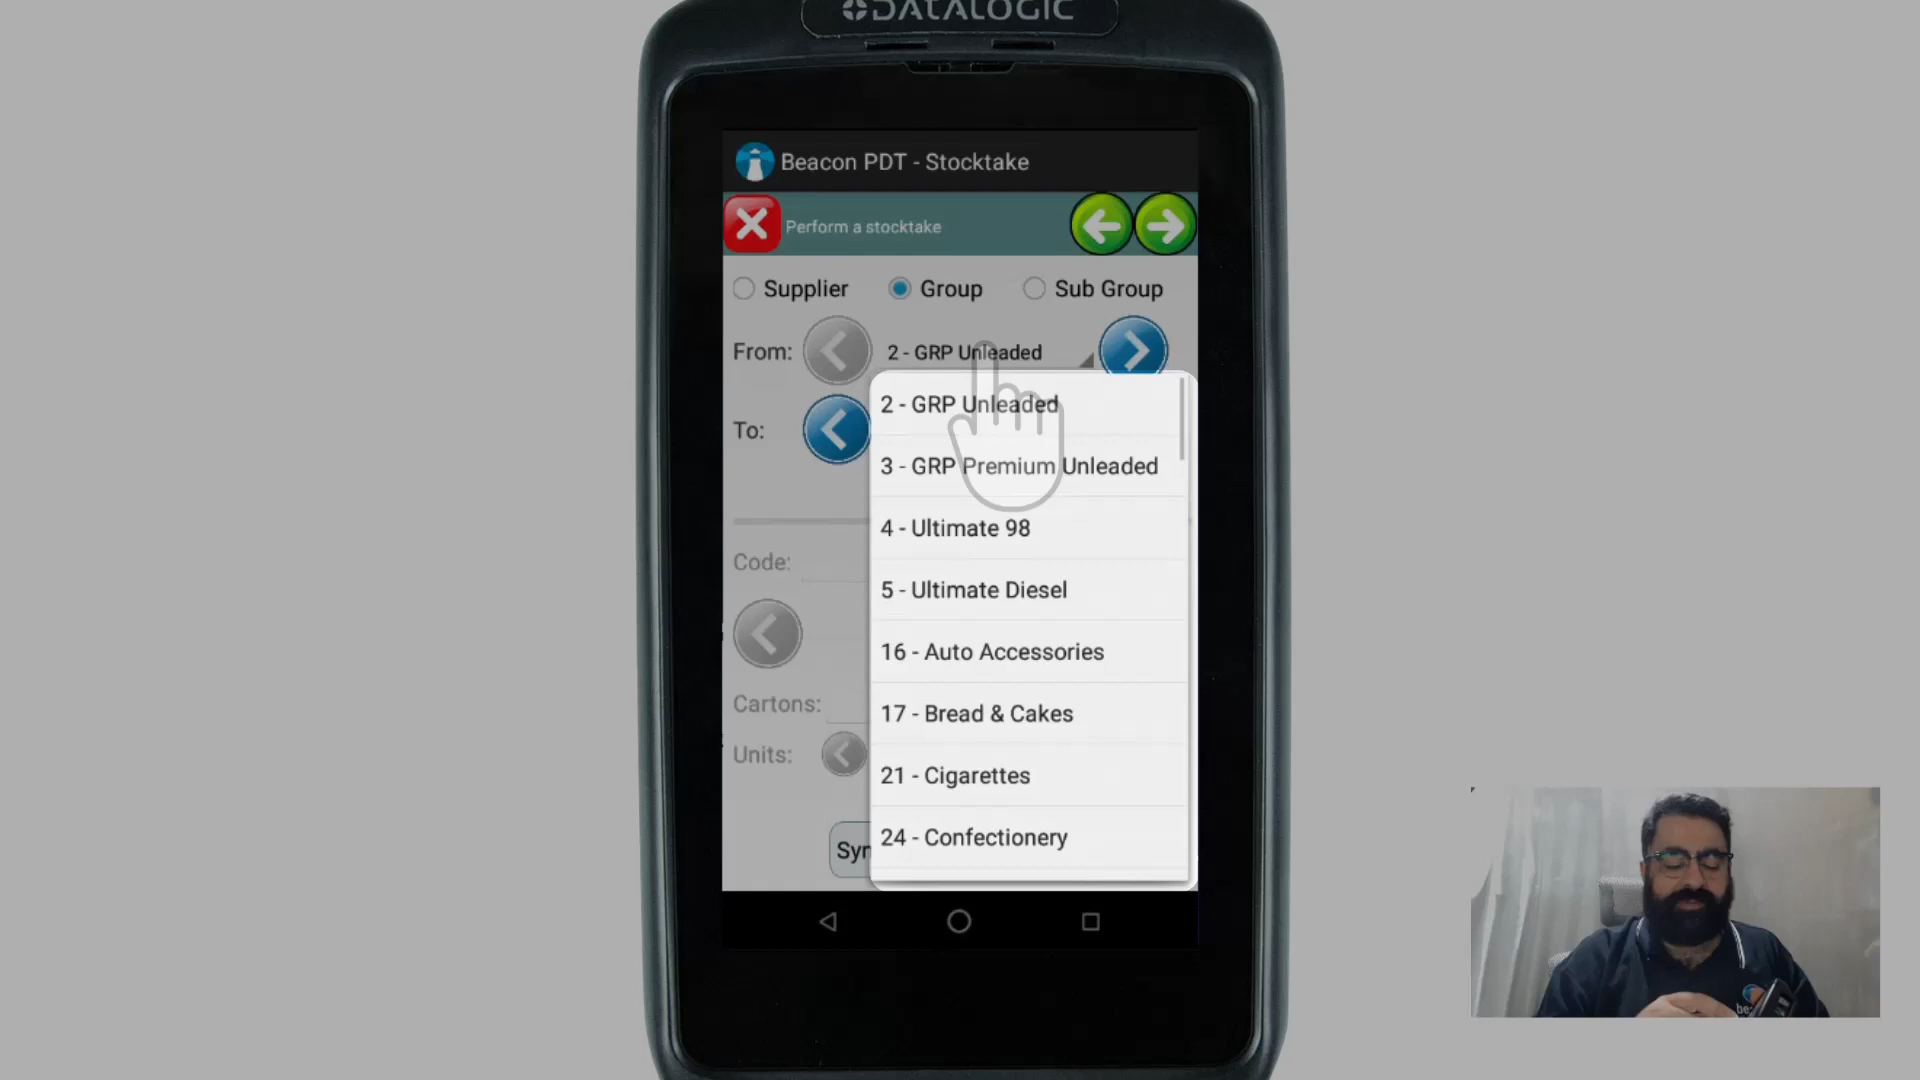 DATALOGIC
Beacon PDT - Stocktake
Perform a stocktake
Supplier Group Sub Group
From: 2 - GRP Unleaded
To:
2 - GRP Unleaded
3 - GRP Premium Unleaded
4 - Ultimate 98
Code:
5 - Ultimate Diesel
16 - Auto Accessories
Cartons:
17 - Bread & Cakes
Units:
21 - Cigarettes
24 - Confectionery